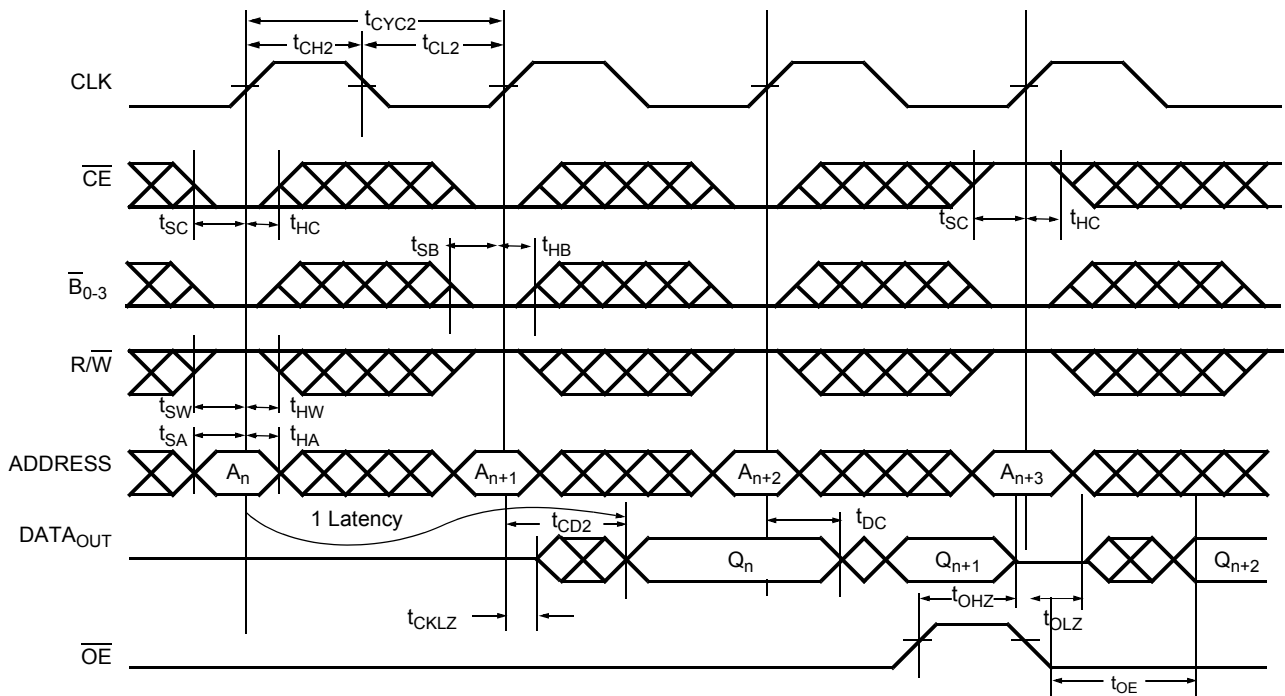 tCYC2
tCH2
tCL2
CLK
CE
tSC
tHC
tSC
tHC
tSB
tHB
B0-3
R/W
tSW
tHW
tSA
tHA
ADDRESS
An
An+1
An+2
An+3
1 Latency
tCD2
tDC
DATAOUT
Qn
Qn+1
Qn+2
tCKLZ
tOHZ
tOLZ
OE
tOE